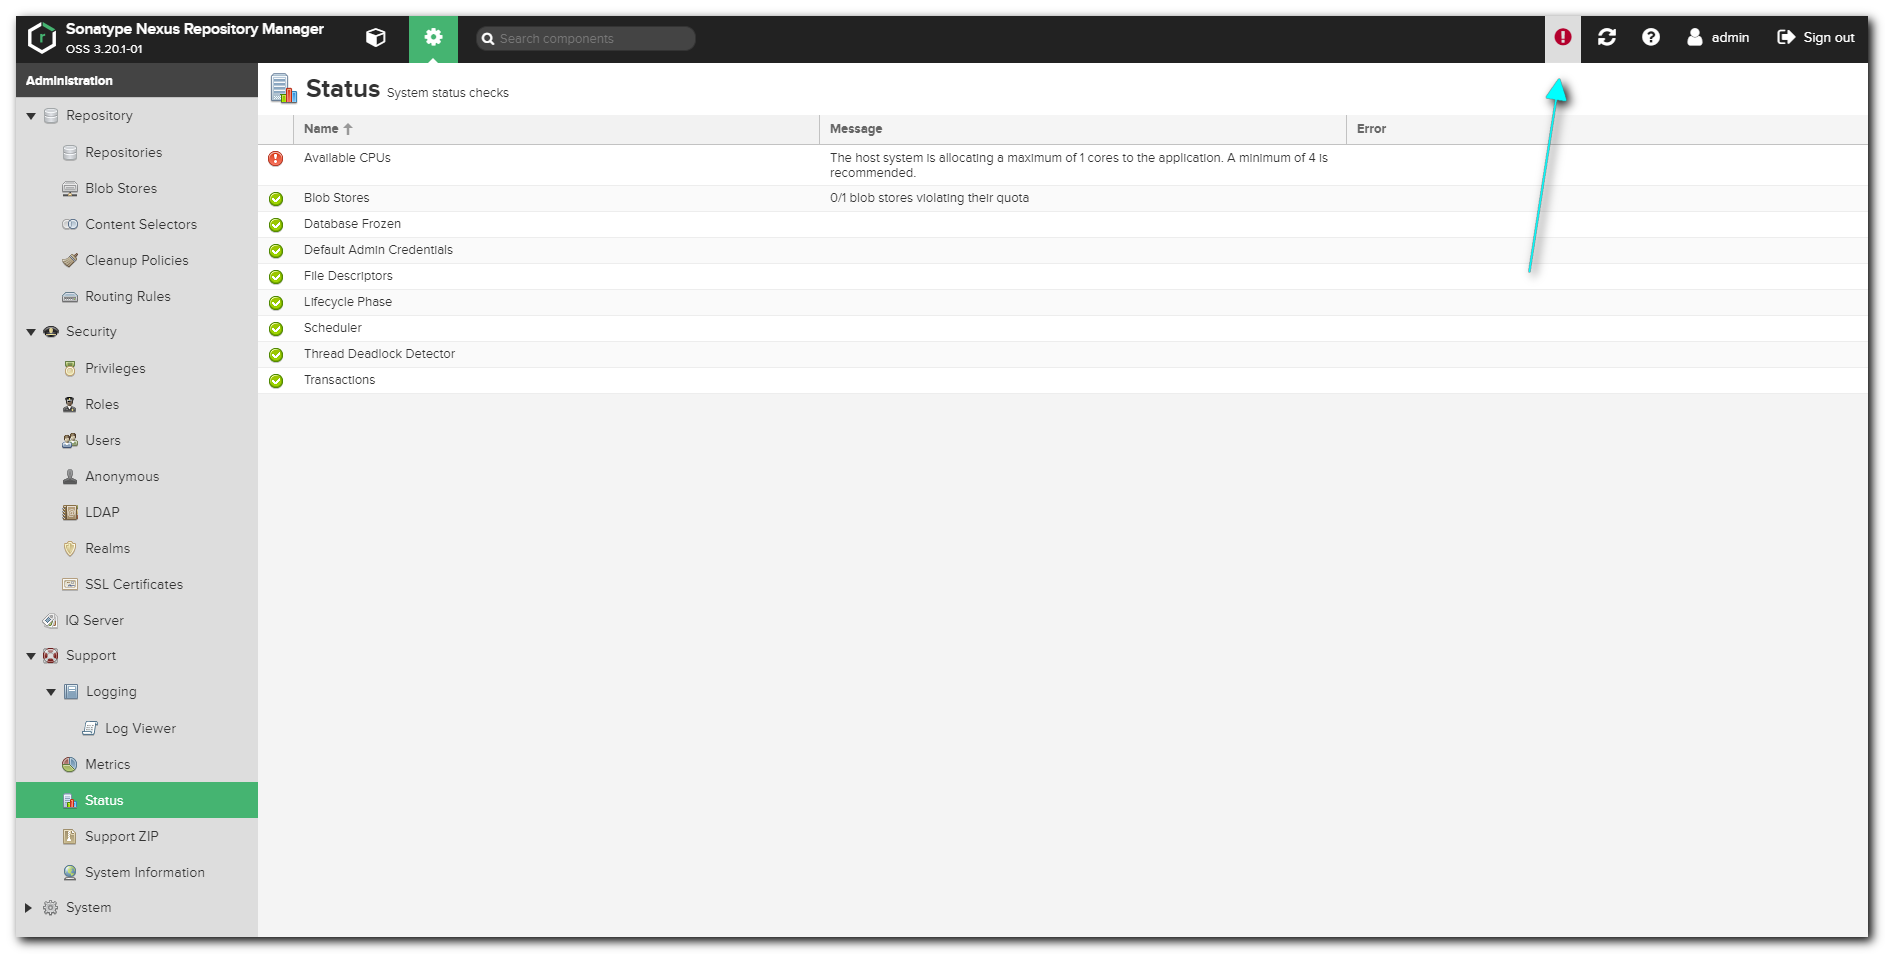 Sonatype Nexus Repository Manager
OSS 3.20.1-01
Search components
admin
Sign out
Administration
Repository
Repositories
Blob Stores
Content Selectors
Cleanup Policies
Routing Rules
Security
Privileges
Roles
Users
Anonymous
LDAP
Realms
SSL Certificates
IQ Server
Support
Logging
Log Viewer
Metrics
Status
Support ZIP
System Information
System
Status System status checks
Name Message Error
Available CPUs The host system is allocating a maximum of 1 cores to the application. A minimum of 4 is
recommended.
Blob Stores 0/1 blob stores violating their quota
Database Frozen
Default Admin Credentials
File Descriptors
Lifecycle Phase
Scheduler
Thread Deadlock Detector
Transactions